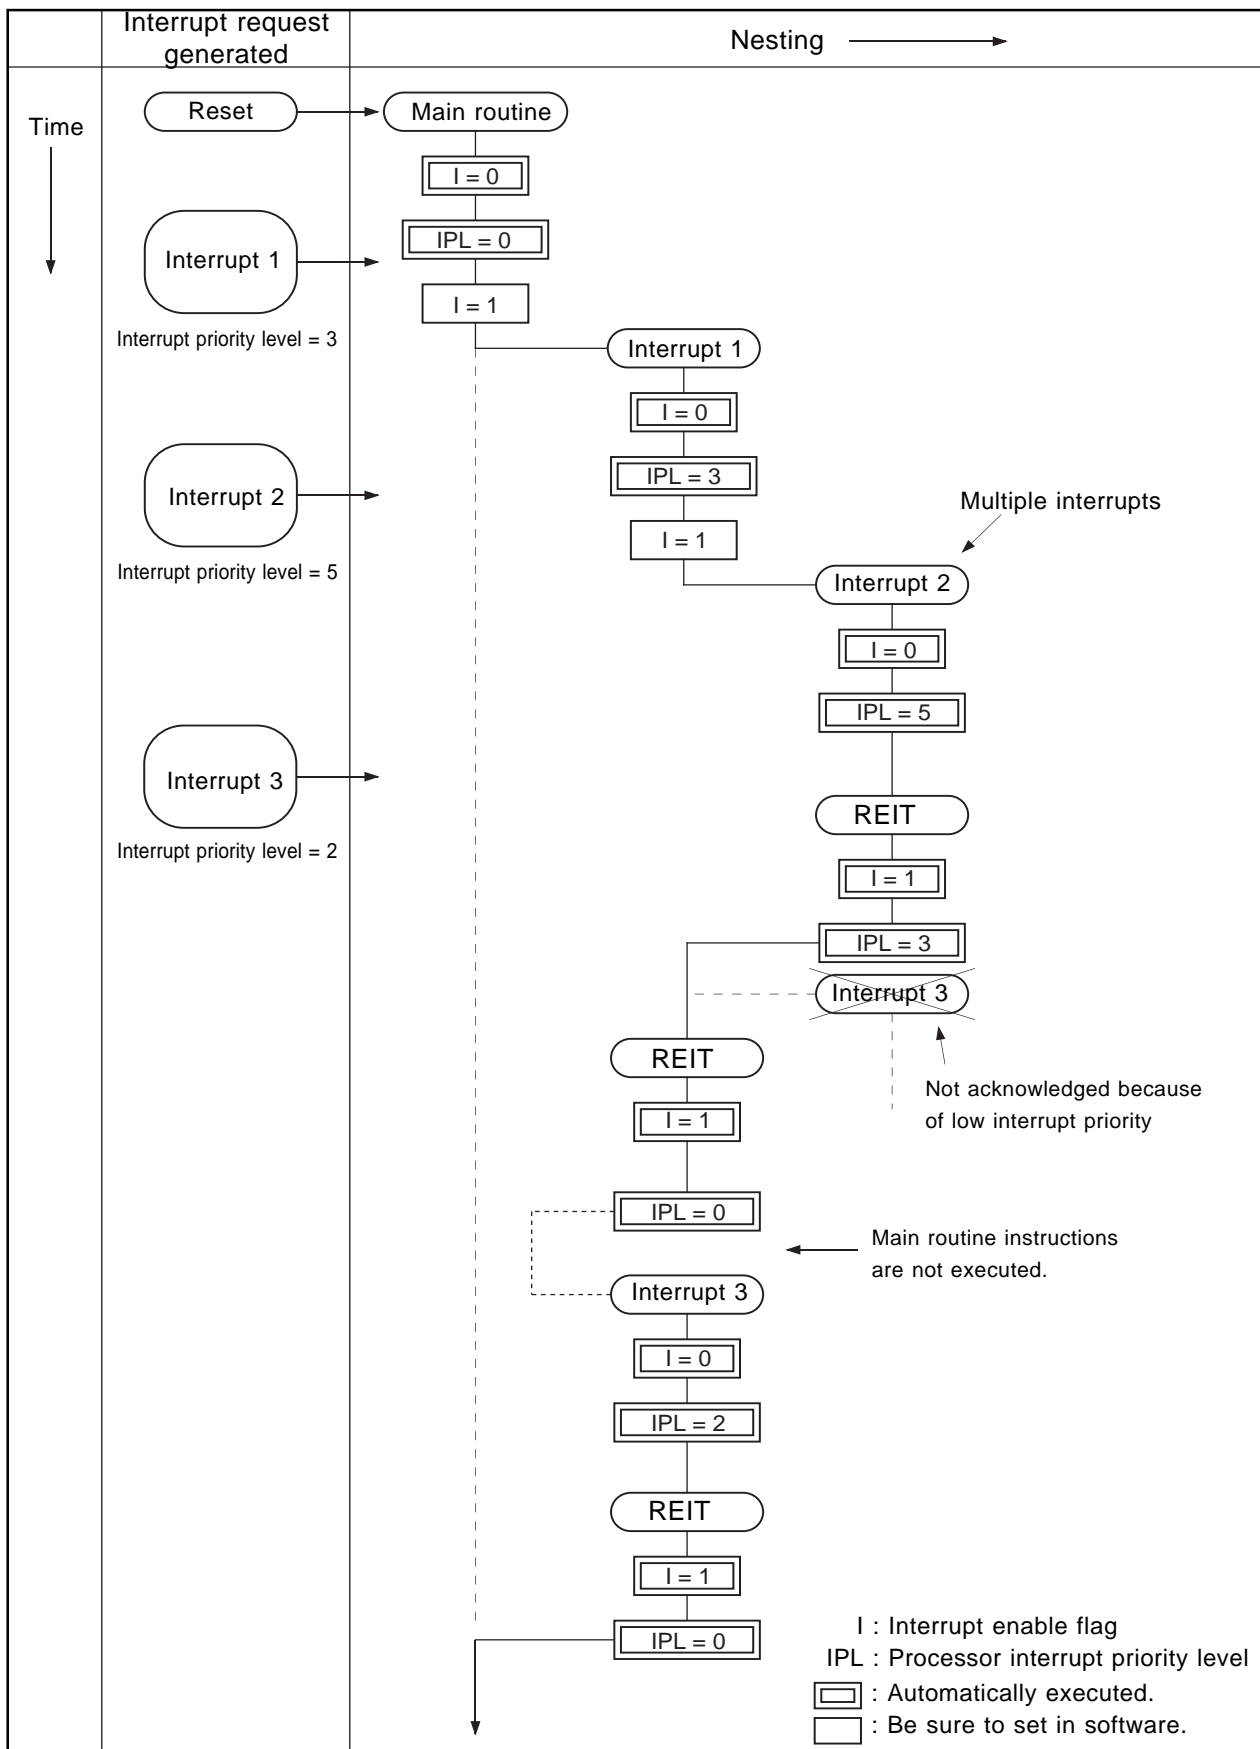 Interrupt request
generated
Nesting
Time
Reset
Main routine
I = 0
IPL = 0
Interrupt 1
I = 1
Interrupt priority level = 3
Interrupt 1
I = 0
IPL = 3
Interrupt 2
Multiple interrupts
I = 1
Interrupt priority level = 5
Interrupt 2
I = 0
IPL = 5
Interrupt 3
REIT
Interrupt priority level = 2
I = 1
IPL = 3
Interrupt 3
REIT
Not acknowledged because
of low interrupt priority
I = 1
IPL = 0
Main routine instructions
are not executed.
Interrupt 3
I = 0
IPL = 2
REIT
I = 1
IPL = 0
I : Interrupt enable flag
IPL : Processor interrupt priority level
: Automatically executed.
: Be sure to set in software.